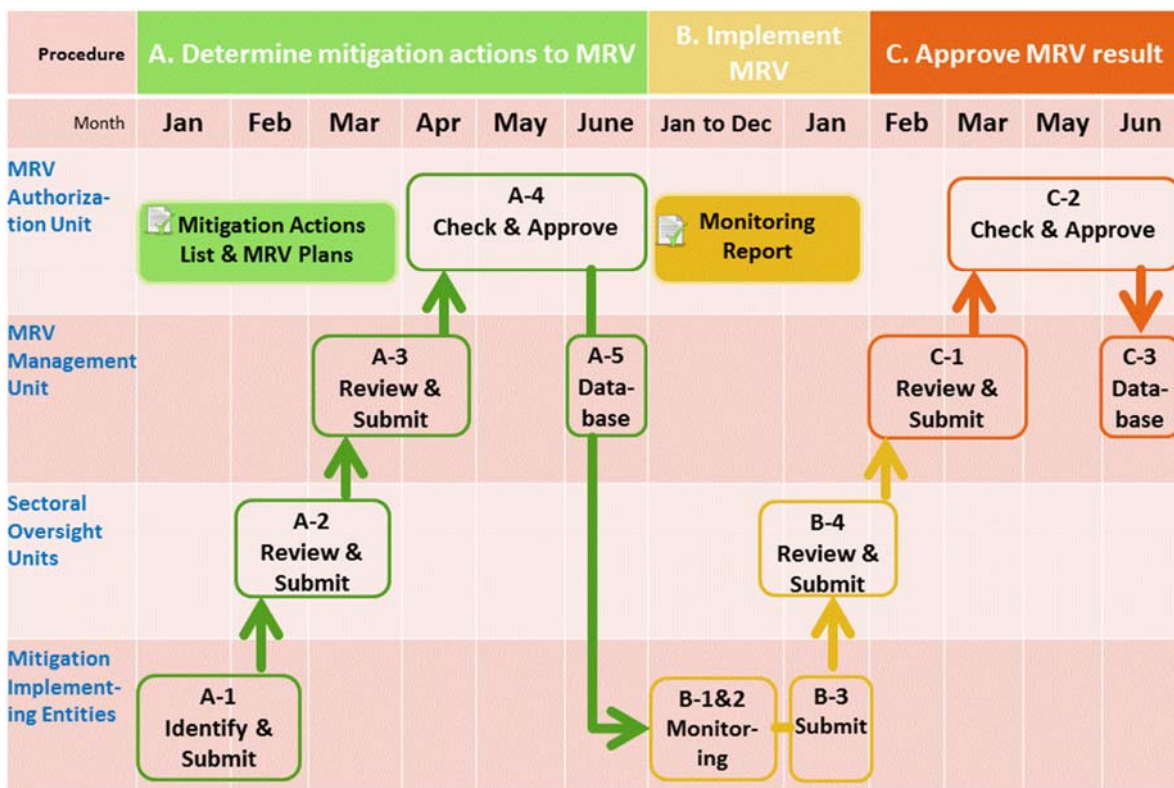 Procedure
A. Determine mitigation actions to MRV
B. Implement
MRV
C. Approve MRV result
Month
Jan
Feb
Mar
Apr
May
June
Jan to Dec
Jan
Feb
Mar
May
Jun
MRV
Authoriza-
tion Unit
Mitigation Actions
List & MRV Plans
A-4
Check & Approve
Monitoring
Report
C-2
Check & Approve
MRV
Management
Unit
A-3
Review &
Submit
A-5
Data-
base
C-1
Review &
Submit
C-3
Data-
base
Sectoral
Oversight
Units
A-2
Review &
Submit
B-4
Review &
Submit
Mitigation
Implement-
ing Entities
A-1
Identify &
Submit
B-1&2
Monitor-
ing
B-3
Submit